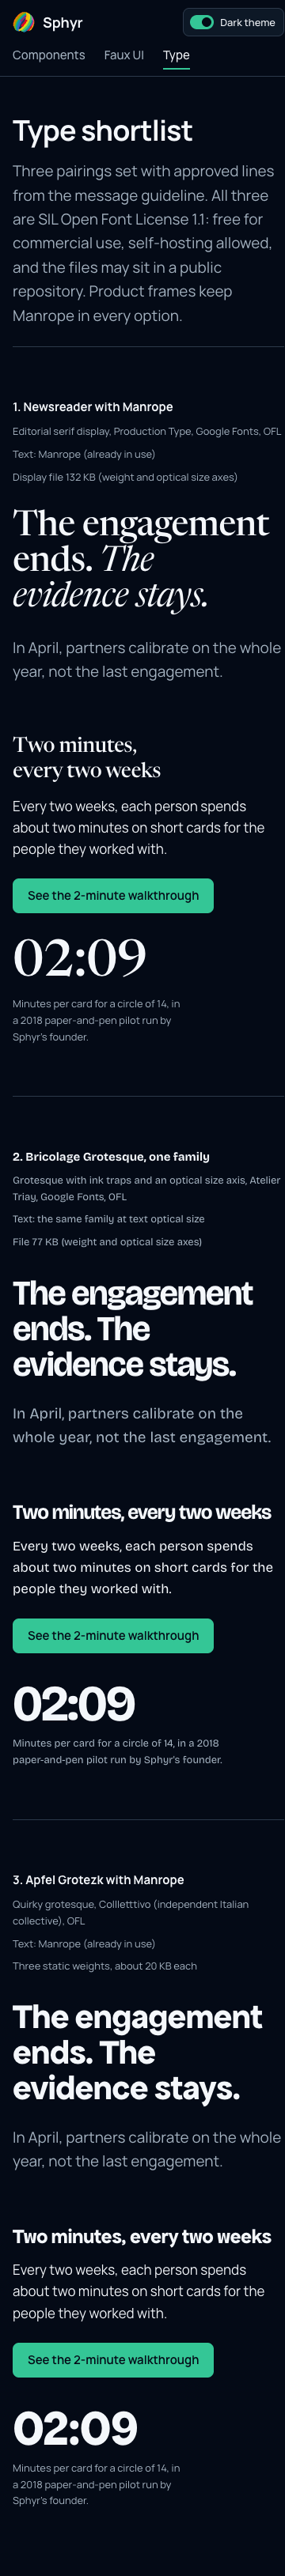 Sphyr
Dark theme
Components Faux UI Type
Type shortlist
Three pairings set with approved lines
from the message guideline. All three
are SIL Open Font License 1.1: free for
commercial use, self-hosting allowed,
and the files may sit in a public
repository. Product frames keep
Manrope in every option.
1. Newsreader with Manrope
Editorial serif display, Production Type, Google Fonts, OFL
Text: Manrope (already in use)
Display file 132 KB (weight and optical size axes)
The engagement
ends. The
evidence stays.
In April, partners calibrate on the whole
year, not the last engagement.
Two minutes,
every two weeks
Every two weeks, each person spends
about two minutes on short cards for the
people they worked with.
See the 2-minute walkthrough
02:09
Minutes per card for a circle of 14, in
a 2018 paper-and-pen pilot run by
Sphyr's founder.
2. Bricolage Grotesque, one family
Grotesque with ink traps and an optical size axis, Atelier
Triay, Google Fonts, OFL
Text: the same family at text optical size
File 77 KB (weight and optical size axes)
The engagement
ends. The
evidence stays.
In April, partners calibrate on the
whole year, not the last engagement.
Two minutes, every two weeks
Every two weeks, each person spends
about two minutes on short cards for the
people they worked with.
See the 2-minute walkthrough
02:09
Minutes per card for a circle of 14, in a 2018
paper-and-pen pilot run by Sphyr's founder.
3. Apfel Grotezk with Manrope
Quirky grotesque, Collletttivo (independent Italian
collective), OFL
Text: Manrope (already in use)
Three static weights, about 20 KB each
The engagement
ends. The
evidence stays.
In April, partners calibrate on the whole
year, not the last engagement.
Two minutes, every two weeks
Every two weeks, each person spends
about two minutes on short cards for the
people they worked with.
See the 2-minute walkthrough
02:09
Minutes per card for a circle of 14, in
a 2018 paper-and-pen pilot run by
Sphyr's founder.